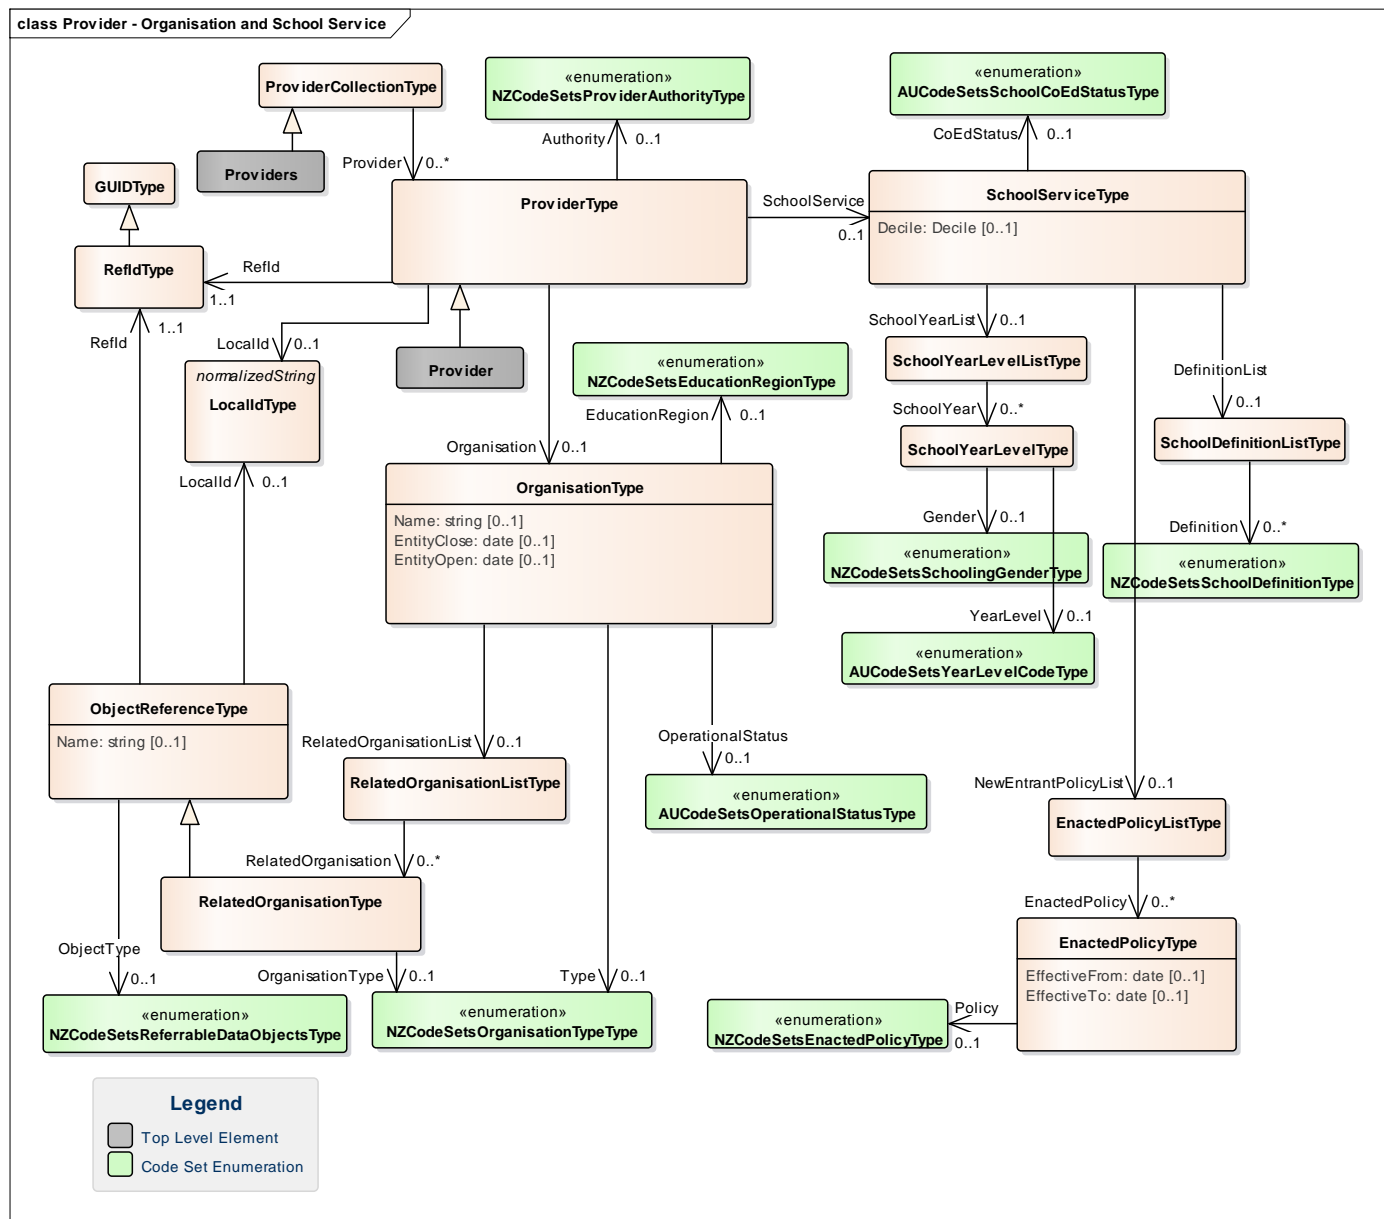 class Provider - Organisation and School Service
ProviderCollectionType
«enumeration»
NZCodeSetsProviderAuthorityType
«enumeration»
AUCodeSetsSchoolCoEdStatusType
Authority 0..1
CoEdStatus 0..1
Providers
Provider 0..*
GUIDType
ProviderType
SchoolService
0..1
SchoolServiceType
Decile: Decile [0..1]
RefIdType
RefId
1..1
RefId 1..1
LocalId 0..1
normalizedString
LocalIdType
Provider
«enumeration»
NZCodeSetsEducationRegionType
EducationRegion 0..1
SchoolYearList 0..1
SchoolYearLevelListType
DefinitionList
0..1
SchoolYear 0..*
SchoolYearLevelType
SchoolDefinitionListType
Organisation 0..1
LocalId 0..1
OrganisationType
Name: string [0..1]
EntityClose: date [0..1]
EntityOpen: date [0..1]
Gender 0..1
Definition 0..*
«enumeration»
NZCodeSetsSchoolingGenderType
«enumeration»
NZCodeSetsSchoolDefinitionType
YearLevel 0..1
«enumeration»
AUCodeSetsYearLevelCodeType
ObjectReferenceType
Name: string [0..1]
RelatedOrganisationList 0..1
RelatedOrganisationListType
OperationalStatus
0..1
«enumeration»
AUCodeSetsOperationalStatusType
NewEntrantPolicyList 0..1
EnactedPolicyListType
RelatedOrganisation 0..*
RelatedOrganisationType
EnactedPolicy 0..*
EnactedPolicyType
EffectiveFrom: date [0..1]
EffectiveTo: date [0..1]
ObjectType
0..1
OrganisationType 0..1
Type 0..1
«enumeration»
NZCodeSetsReferrableDataObjectsType
«enumeration»
NZCodeSetsOrganisationTypeType
«enumeration»
NZCodeSetsEnactedPolicyType
Policy
0..1
Legend
Top Level Element
Code Set Enumeration